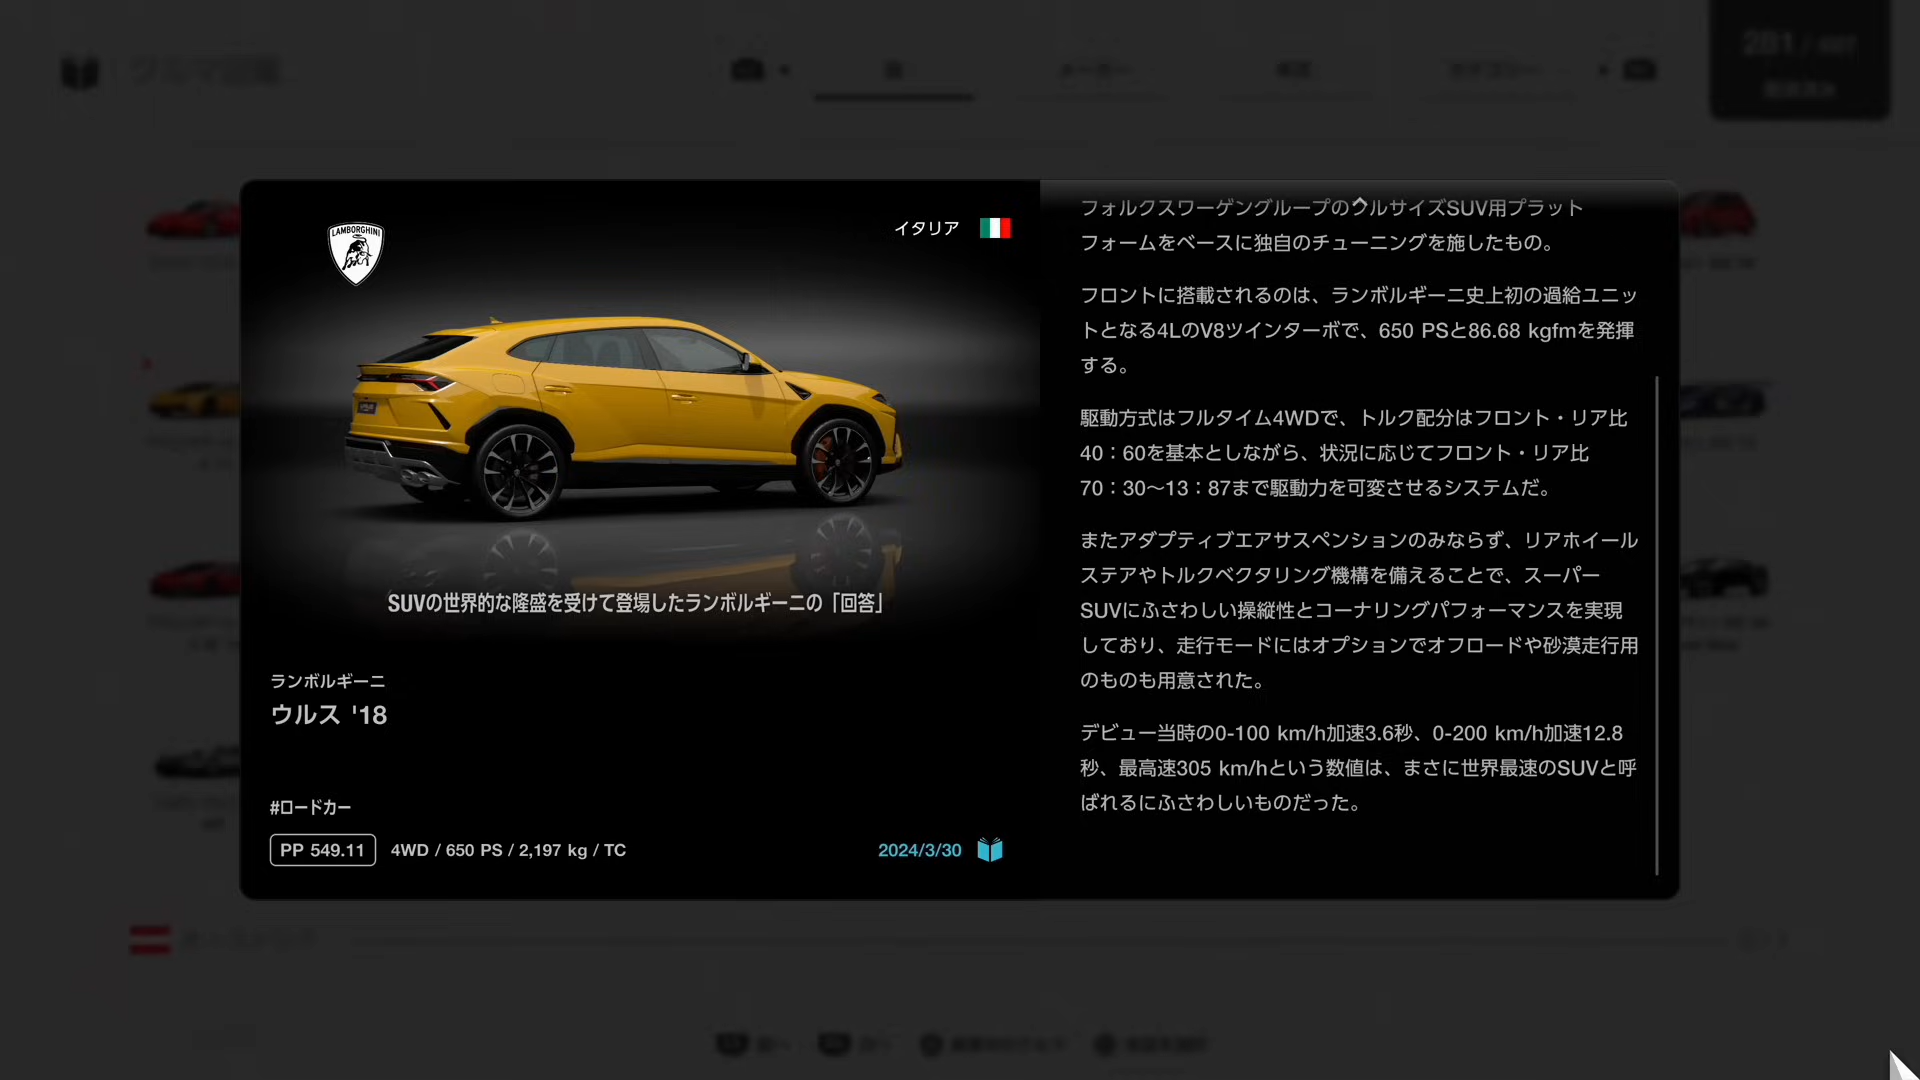 LAMBORGHINI
イタリア
SUVの世界的な隆盛を受けて登場したランボルギーニの「回答」
ランボルギーニ
ウルス '18
#ロードカー
PP 549.11
4WD / 650 PS / 2,197 kg / TC
2024/3/30
フォルクスワーゲングループのフルサイズSUV用プラット
フォームをベースに独自のチューニングを施したもの。
フロントに搭載されるのは、ランボルギーニ史上初の過給ユニッ
トとなる4LのV8ツインターボで、650 PSと86.68 kgfmを発揮
する。
駆動方式はフルタイム4WDで、トルク配分はフロント・リア比
40：60を基本としながら、状況に応じてフロント・リア比
70：30〜13：87まで駆動力を可変させるシステムだ。
またアダプティブエアサスペンションのみならず、リアホイール
ステアやトルクベクタリング機構を備えることで、スーパー
SUVにふさわしい操縦性とコーナリングパフォーマンスを実現
しており、走行モードにはオプションでオフロードや砂漠走行用
のものも用意された。
デビュー当時の0-100 km/h加速3.6秒、0-200 km/h加速12.8
秒、最高速305 km/hという数値は、まさに世界最速のSUVと呼
ばれるにふさわしいものだった。